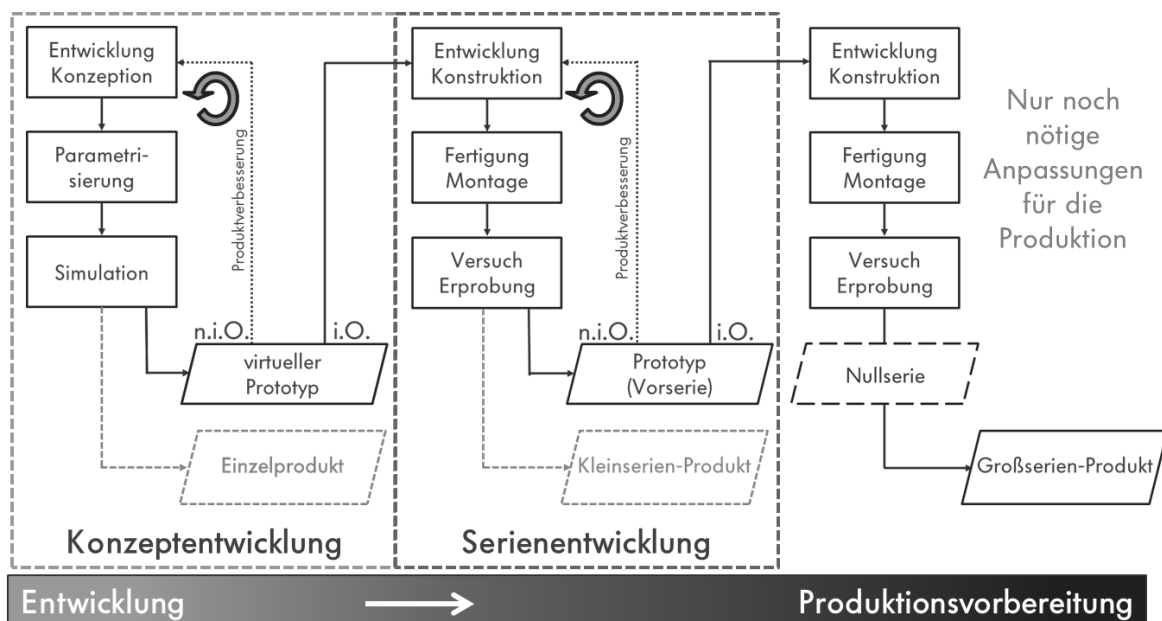 Entwicklung
Konzeption
Parametri-
sierung
Simulation
Produktverbesserung
n.i.O.
i.O.
virtueller
Prototyp
Einzelprodukt
Konzeptentwicklung
Entwicklung
Konstruktion
Fertigung
Montage
Versuch
Erprobung
Produktverbesserung
n.i.O.
i.O.
Prototyp
(Vorserie)
Kleinserien-Produkt
Serienentwicklung
Entwicklung
Konstruktion
Fertigung
Montage
Versuch
Erprobung
Nullserie
Großserien-Produkt
Nur noch
nötige
Anpassungen
für die
Produktion
Entwicklung
Produktionsvorbereitung